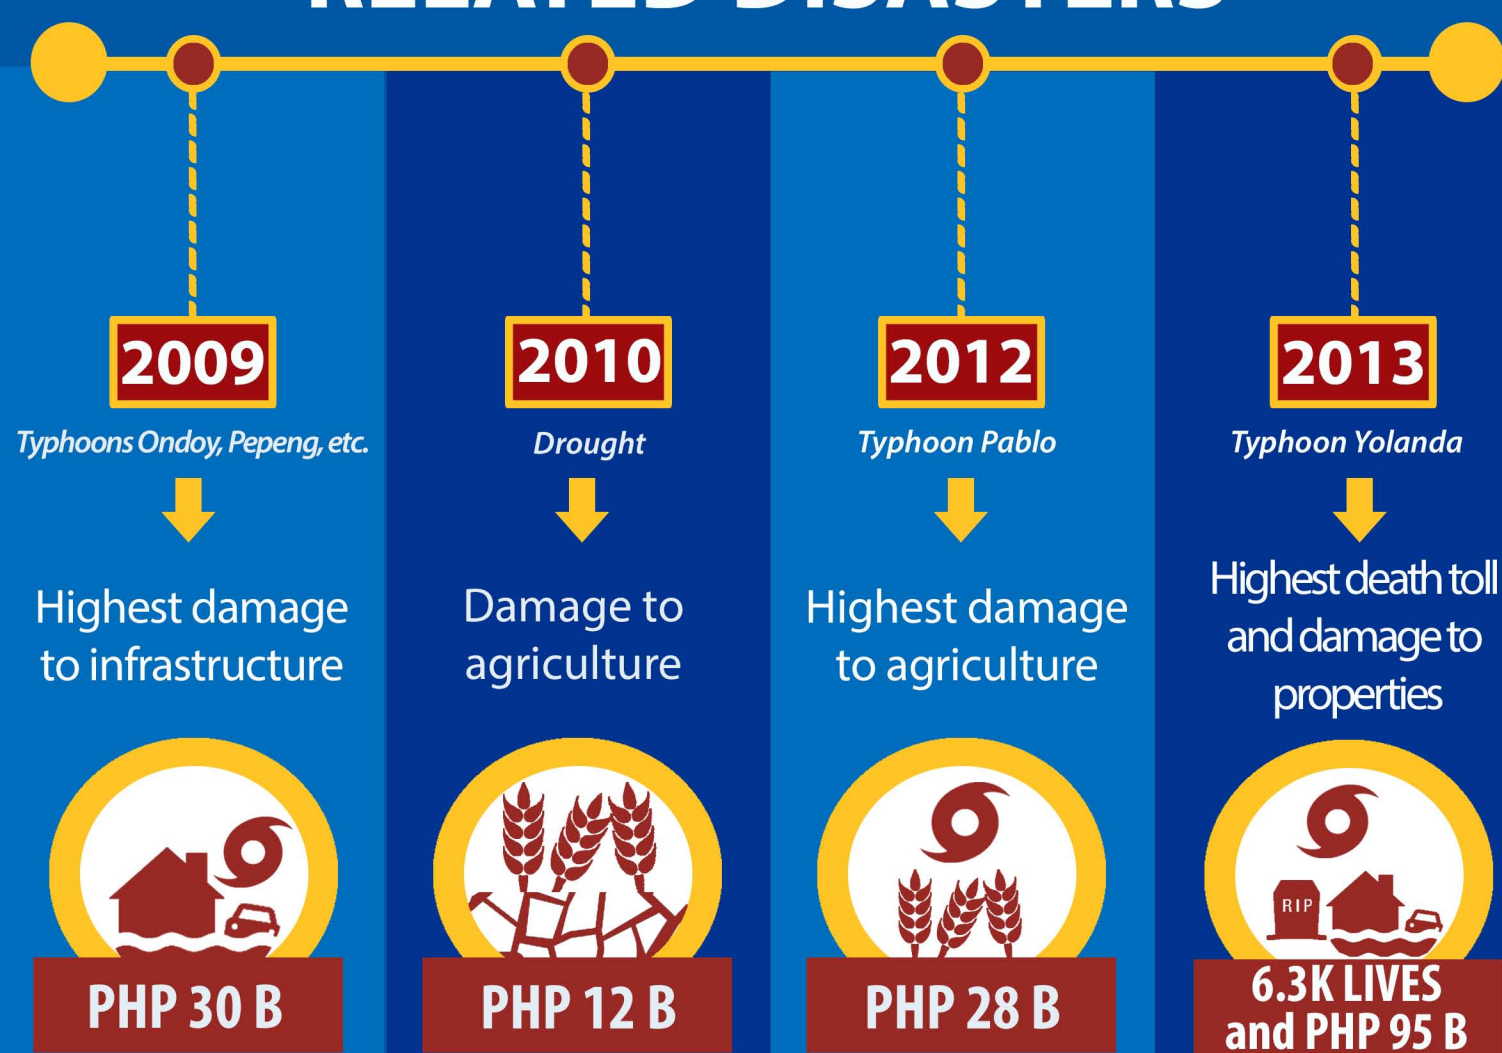 RELATED DISASTERS
2009
Typhoons Ondoy, Pepeng, etc.
Highest damage
to infrastructure
PHP 30 B
2010
Drought
Damage to
agriculture
PHP 12 B
2012
Typhoon Pablo
Highest damage
to agriculture
PHP 28 B
2013
Typhoon Yolanda
Highest death toll
and damage to
properties
RIP
6.3K LIVES
and PHP 95 B